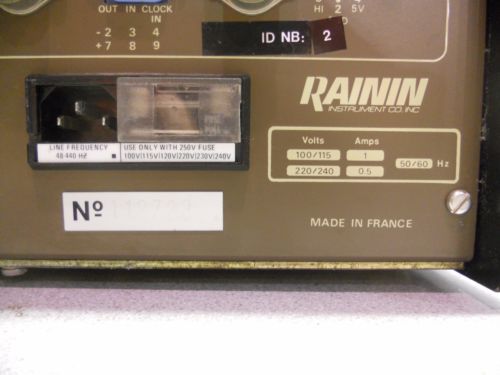 OUT IN CLOCK
IN
-2 3 4
+7 8 9
HI 2 5V
ID NB: 2
RAININ
INSTRUMENT CO. INC
LINE FREQUENCY
48-440 HZ
USE ONLY WITH 250V FUSE
100V|115V|120V|220V|230V|240V
Volts Amps
100/115 1
220/240 0.5
50/60 Hz
Nº
MADE IN FRANCE